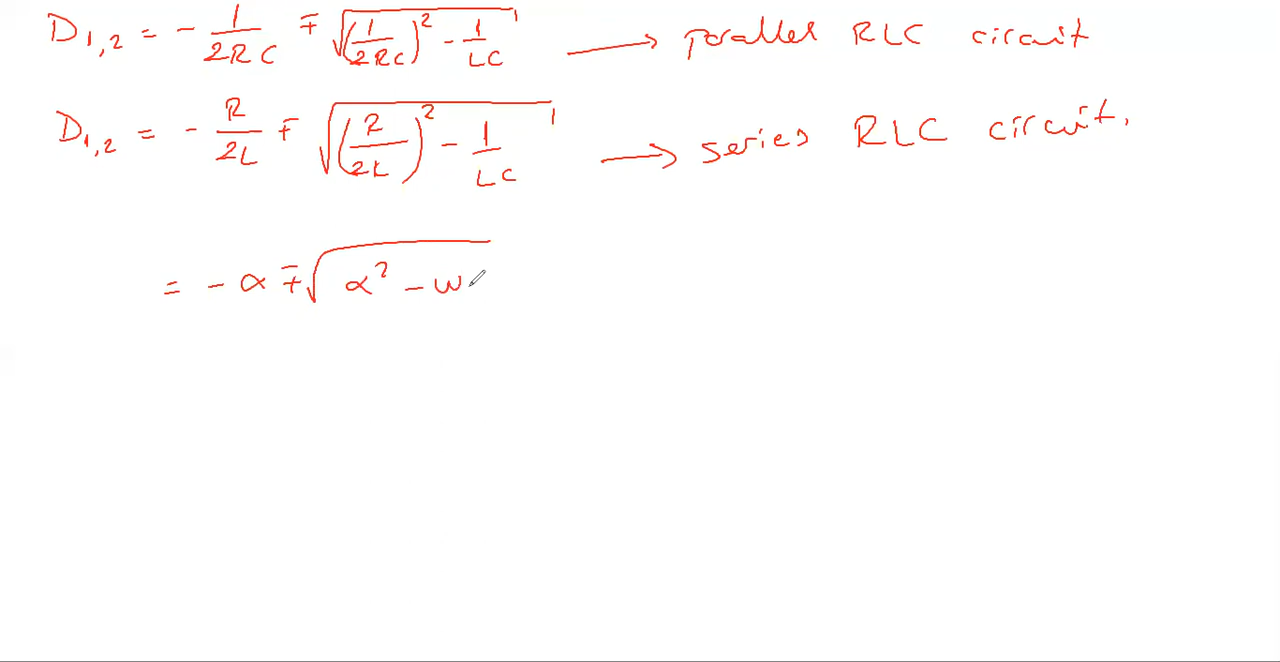 D₁,₂ = - 1/(2RC) ∓ √((1/(2RC))² - 1/(LC)) ⟶ parallel RLC circuit
D₁,₂ = - R/(2L) ∓ √((R/(2L))² - 1/(LC)) ⟶ series RLC circuit.
= - α ∓ √(α² - ω